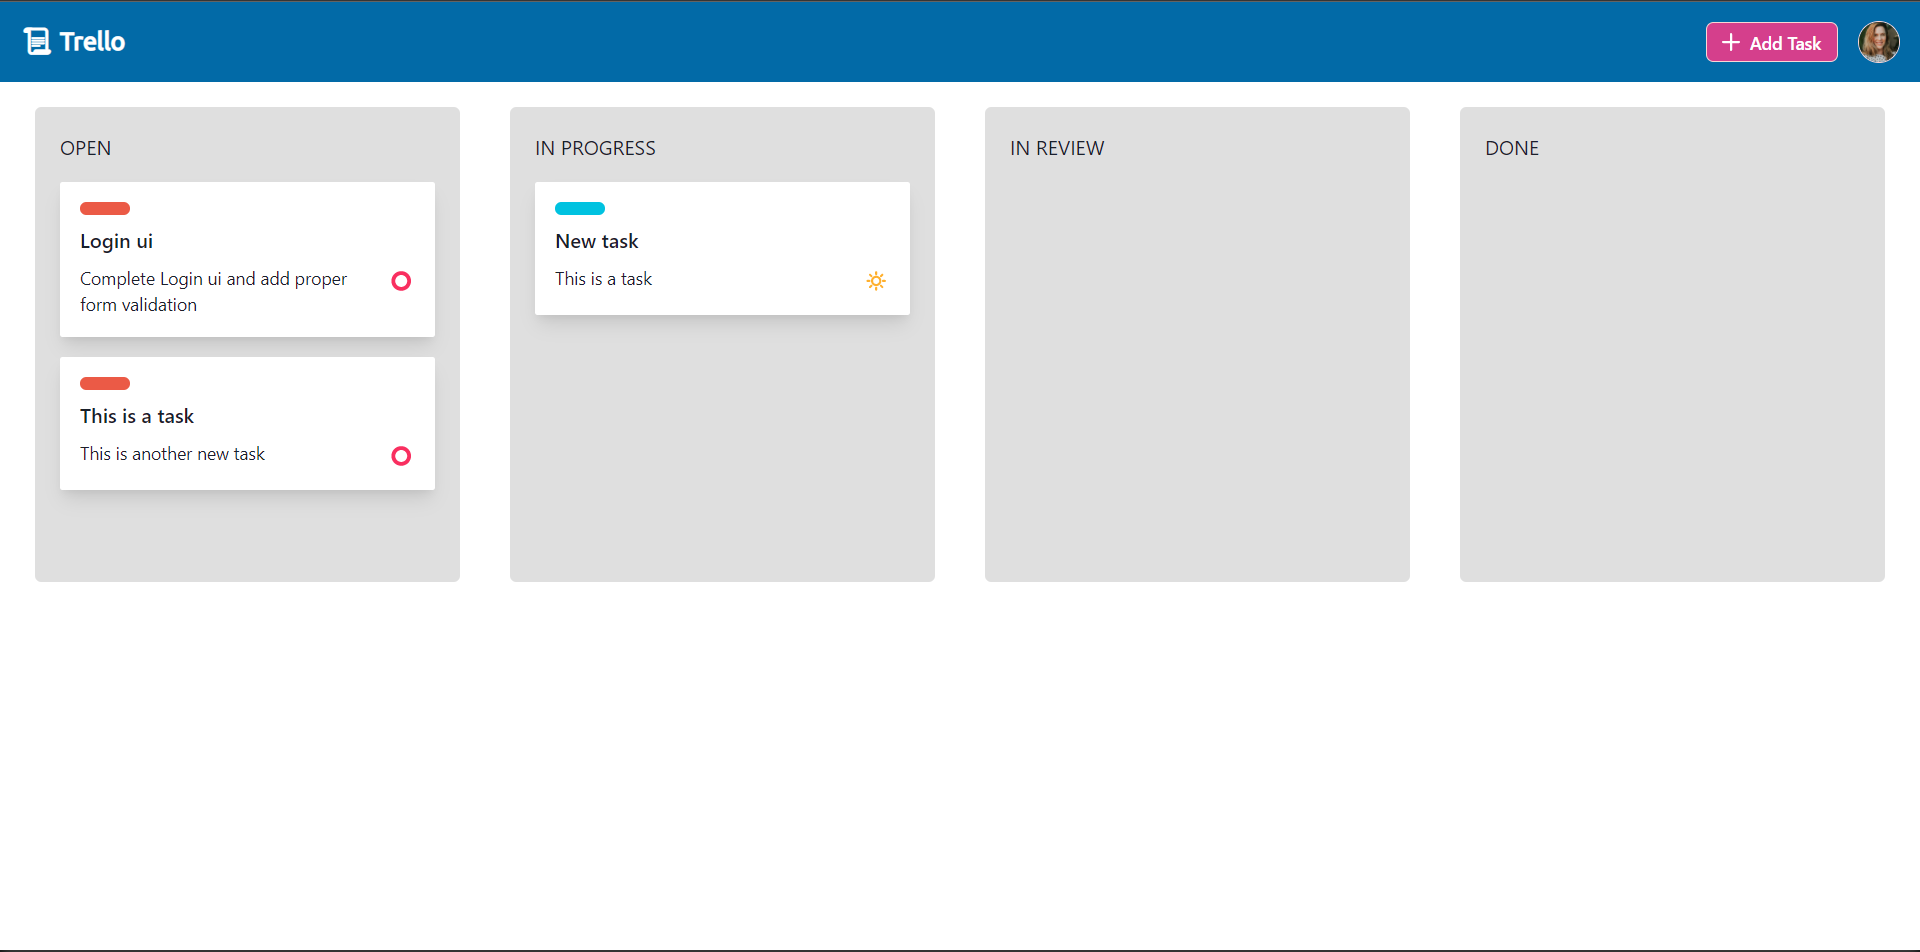 Trello
Add Task
OPEN
Login ui
Complete Login ui and add proper
form validation
This is a task
This is another new task
IN PROGRESS
New task
This is a task
IN REVIEW
DONE